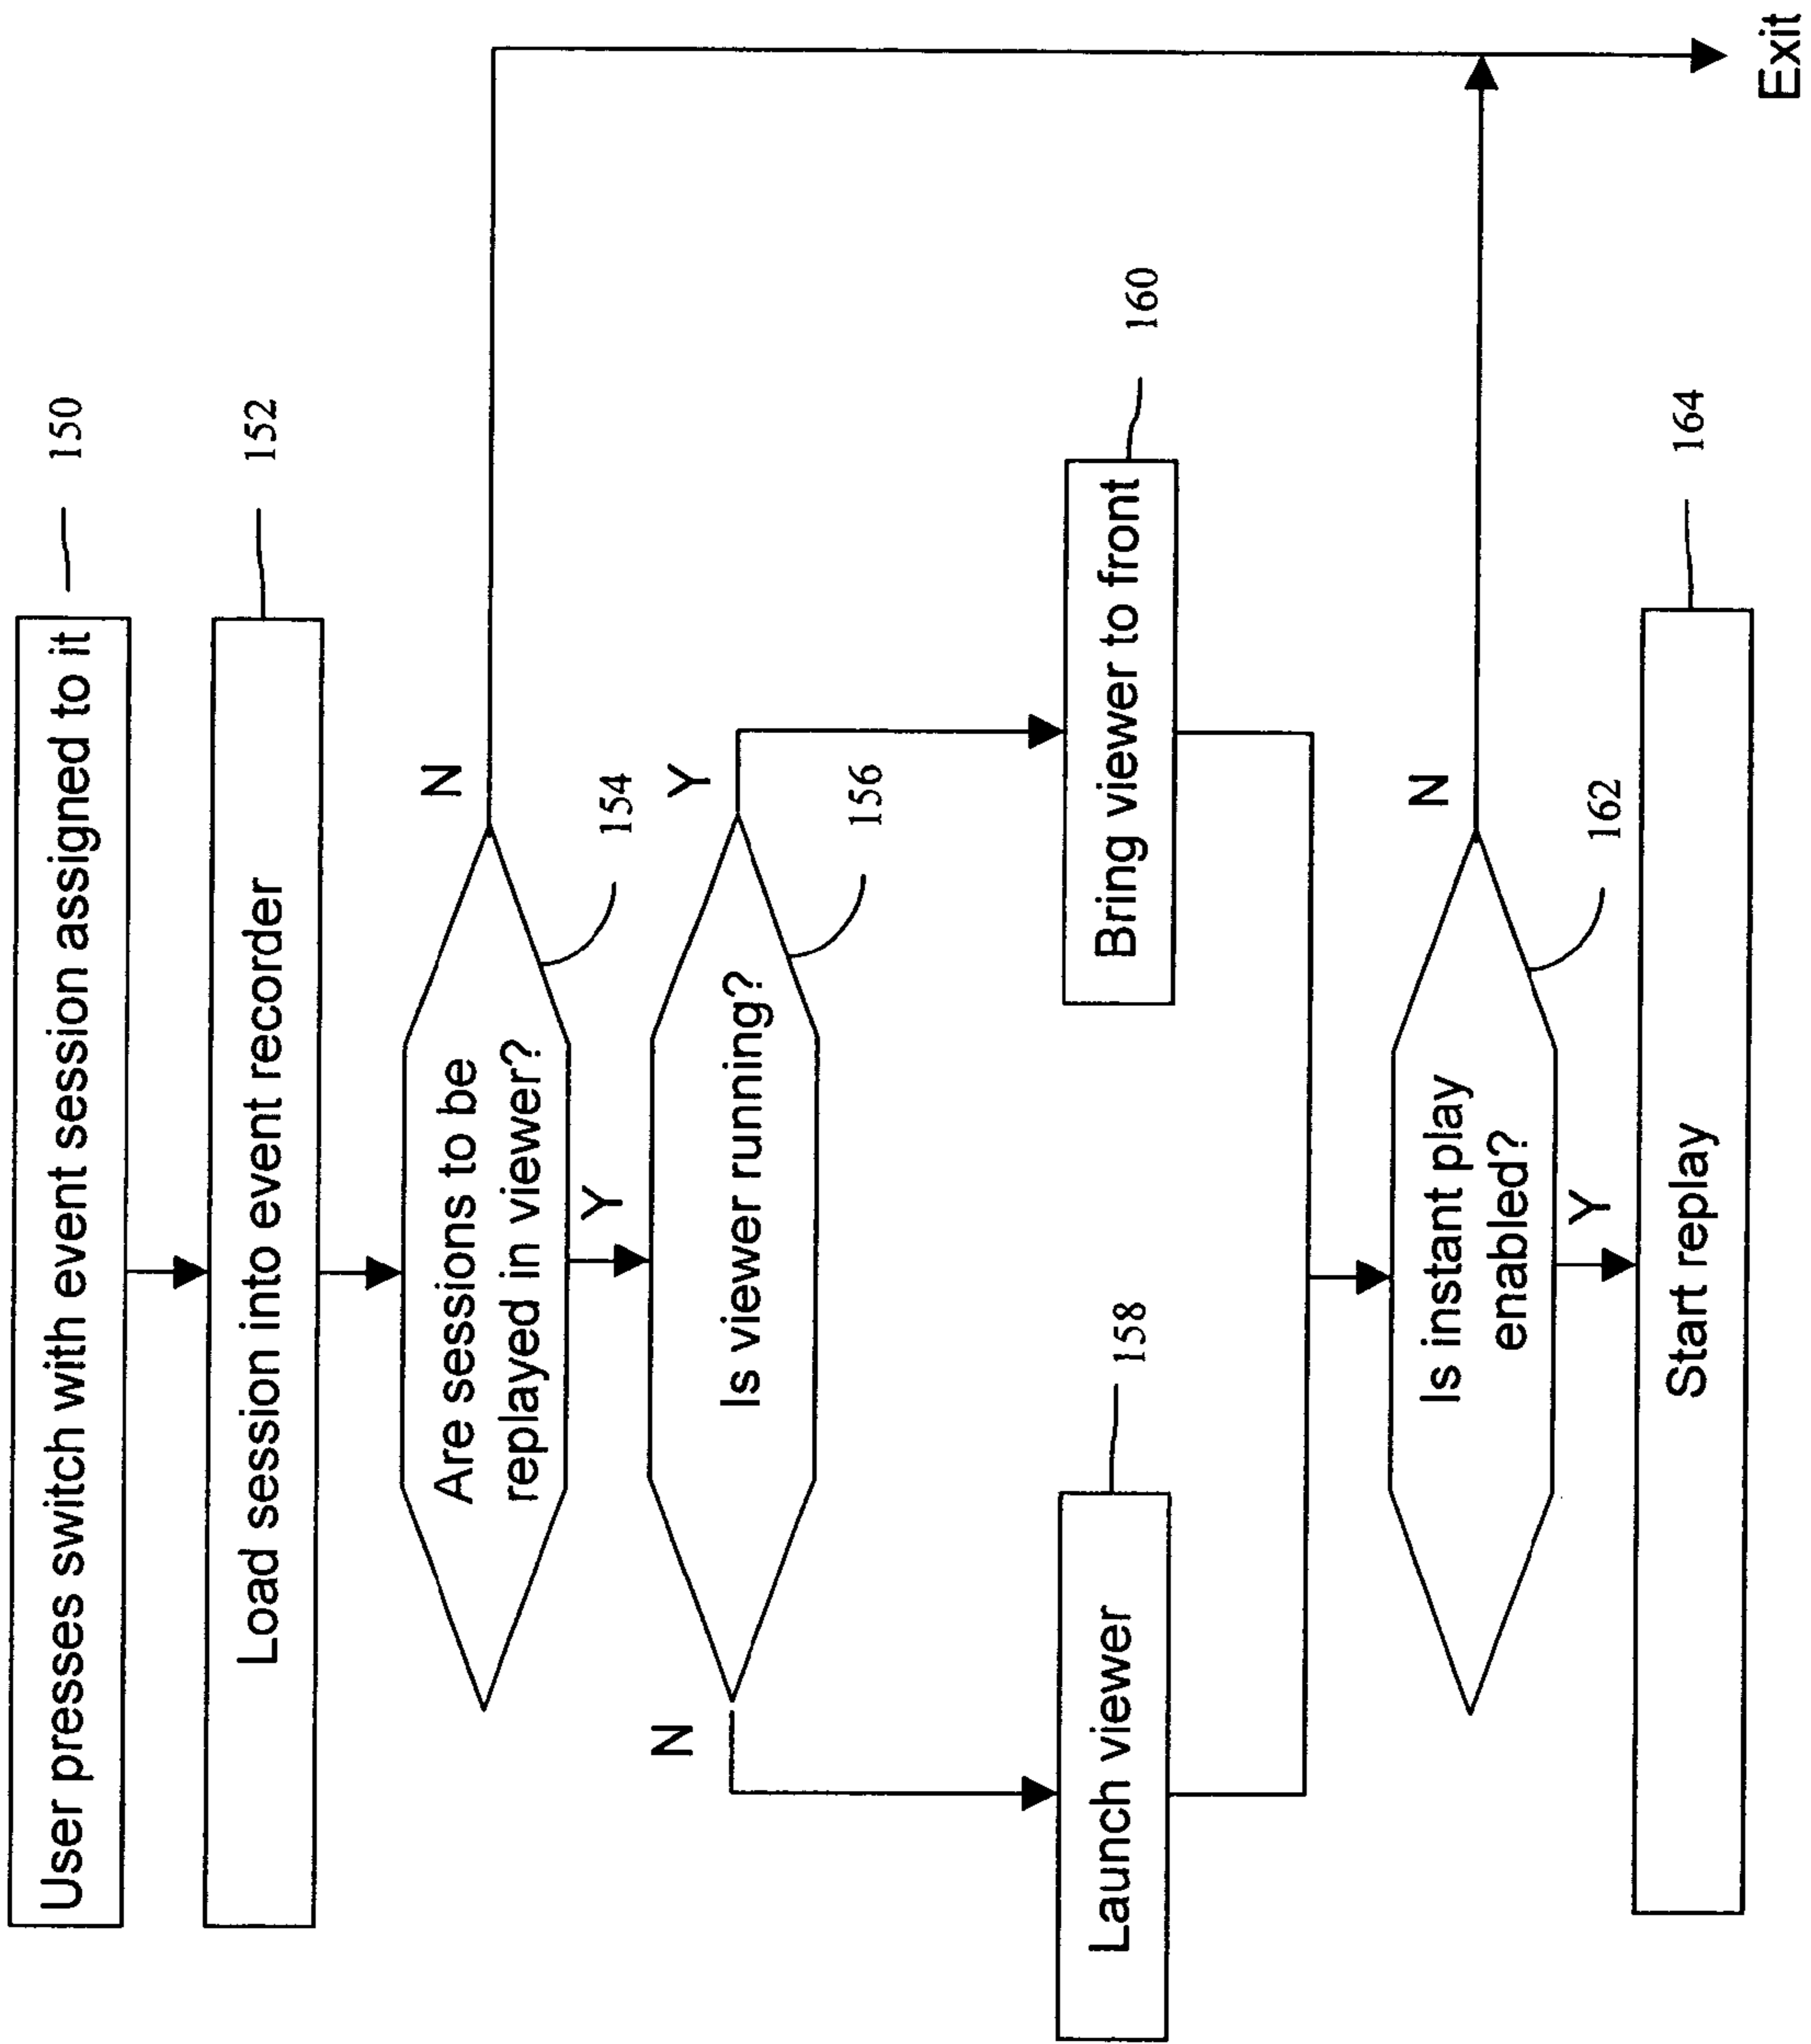 User presses switch with event session assigned to it
150
Load session into event recorder
152
N
Are sessions to be
replayed in viewer?
154
Y
N
Is viewer running?
Y
156
Launch viewer
158
Bring viewer to front
160
N
Is instant play
enabled?
162
Y
Start replay
164
Exit